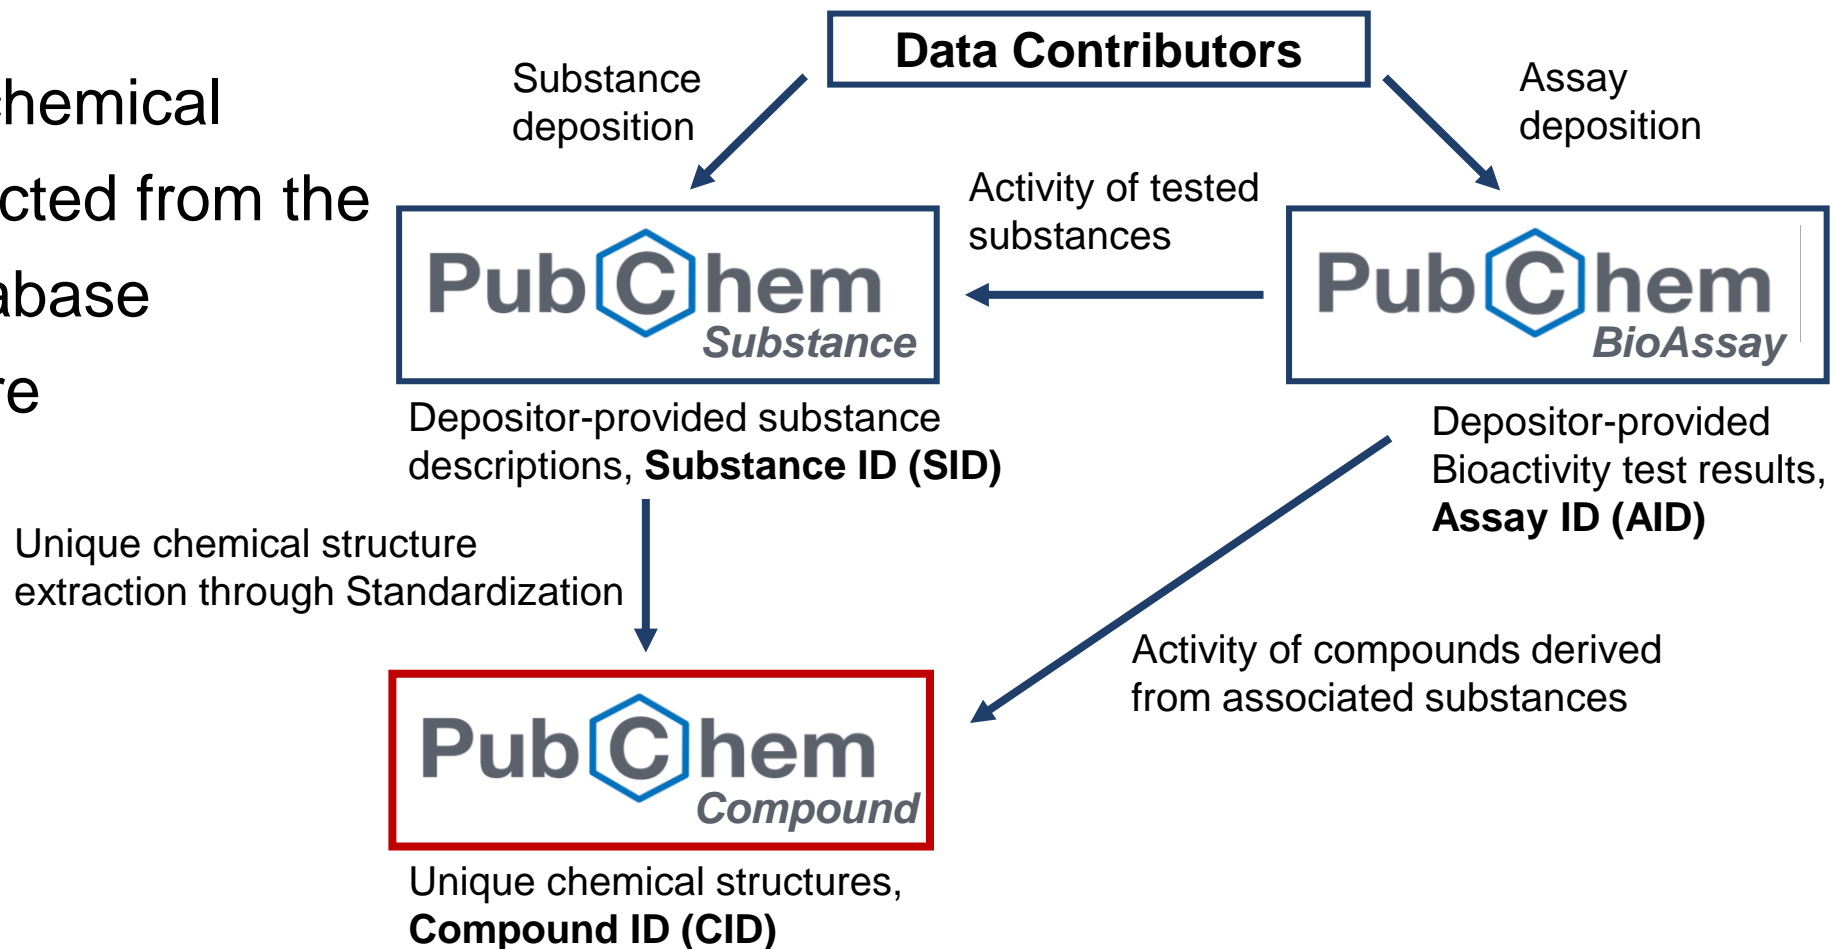 Data Contributors
Substance
deposition
Assay
deposition
hemical
cted from the
abase
re
Activity of tested
substances
PubChem
Substance
PubChem
BioAssay
Depositor-provided substance
descriptions, Substance ID (SID)
Depositor-provided
Bioactivity test results,
Assay ID (AID)
Unique chemical structure
extraction through Standardization
Activity of compounds derived
from associated substances
PubChem
Compound
Unique chemical structures,
Compound ID (CID)